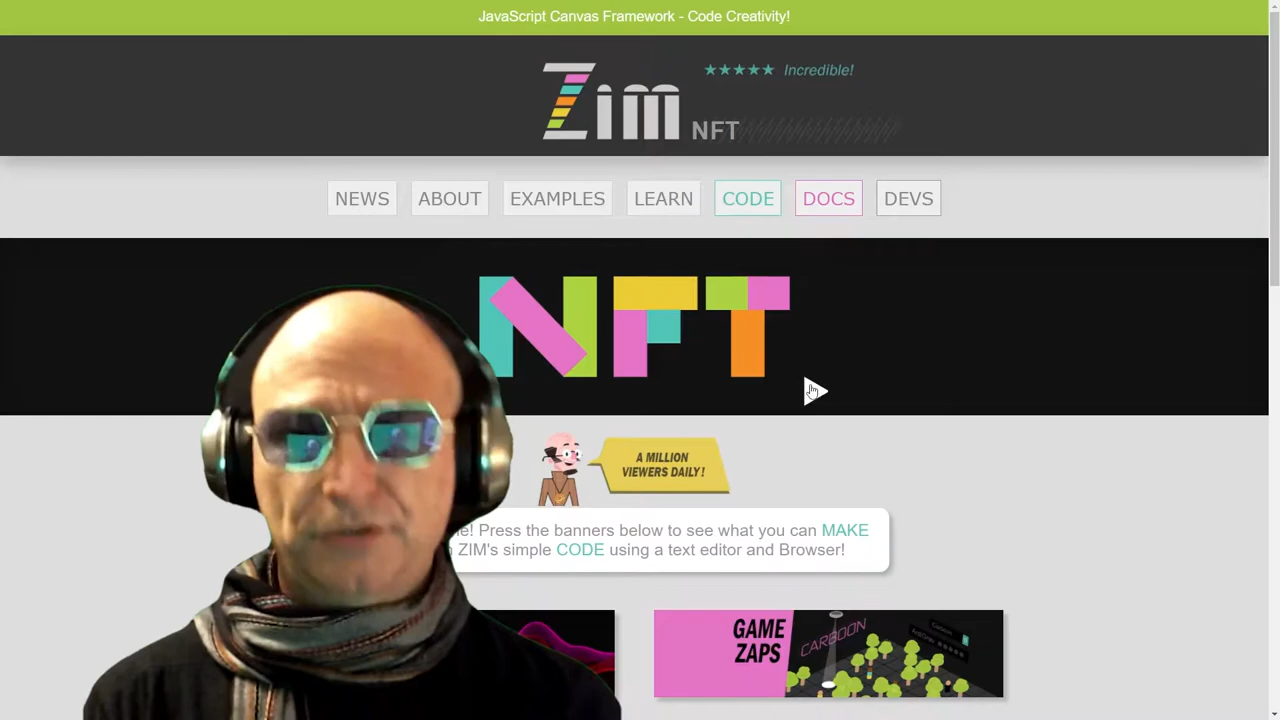 JavaScript Canvas Framework - Code Creativity!
Zim
★★★★★ Incredible!
NFT
NEWS
ABOUT
EXAMPLES
LEARN
CODE
DOCS
DEVS
NFT
A MILLION
VIEWERS DAILY!
! Press the banners below to see what you can MAKE
ZIM's simple CODE using a text editor and Browser!
GAME
ZAPS
CARBOON